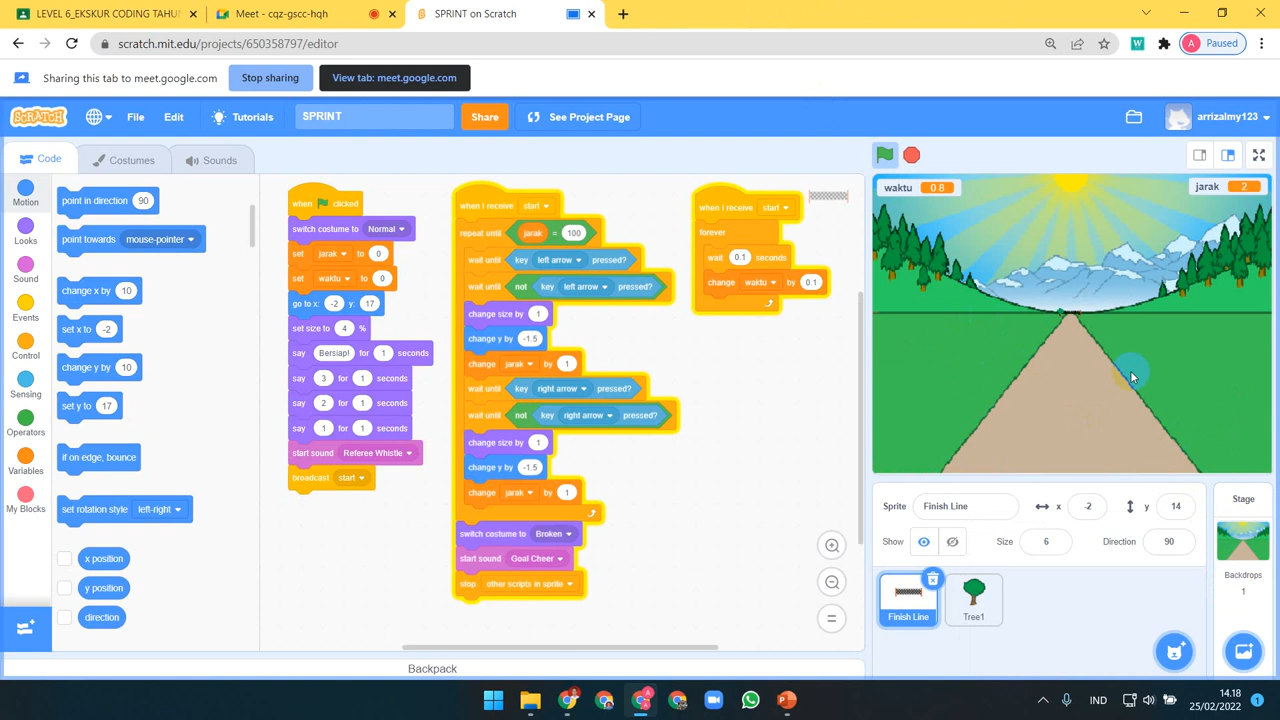 LEVEL 6_EKSKUR CODING TAHUN
Meet - cqz-gscc-hqh
SPRINT on Scratch
scratch.mit.edu/projects/650358797/editor
W
A Paused
Sharing this tab to meet.google.com
Stop sharing
View tab: meet.google.com
SCRATCH
File
Edit
Tutorials
SPRINT
Share
See Project Page
arrizalmy123
Code
Costumes
Sounds
Motion
Looks
Sound
Events
Control
Sensing
Operators
Variables
My Blocks
point in direction 90
point towards mouse-pointer
change x by 10
set x to -2
change y by 10
set y to 17
if on edge, bounce
set rotation style left-right
x position
y position
direction
when clicked
switch costume to Normal
set jarak to 0
set waktu to 0
go to x: -2 y: 17
set size to 4 %
say Bersiap! for 1 seconds
say 3 for 1 seconds
say 2 for 1 seconds
say 1 for 1 seconds
start sound Referee Whistle
broadcast start
when I receive start
repeat until jarak = 100
wait until key left arrow pressed?
wait until not key left arrow pressed?
change size by 1
change y by -1.5
change jarak by 1
wait until key right arrow pressed?
wait until not key right arrow pressed?
change size by 1
change y by -1.5
change jarak by 1
switch costume to Broken
start sound Goal Cheer
stop other scripts in sprite
when I receive start
forever
wait 0.1 seconds
change waktu by 0.1
waktu 0.8
jarak 2
Sprite Finish Line
x -2
y 14
Show
Size 6
Direction 90
Finish Line
Tree1
Stage
Backdrops
1
Backpack
IND
14.18
25/02/2022
1